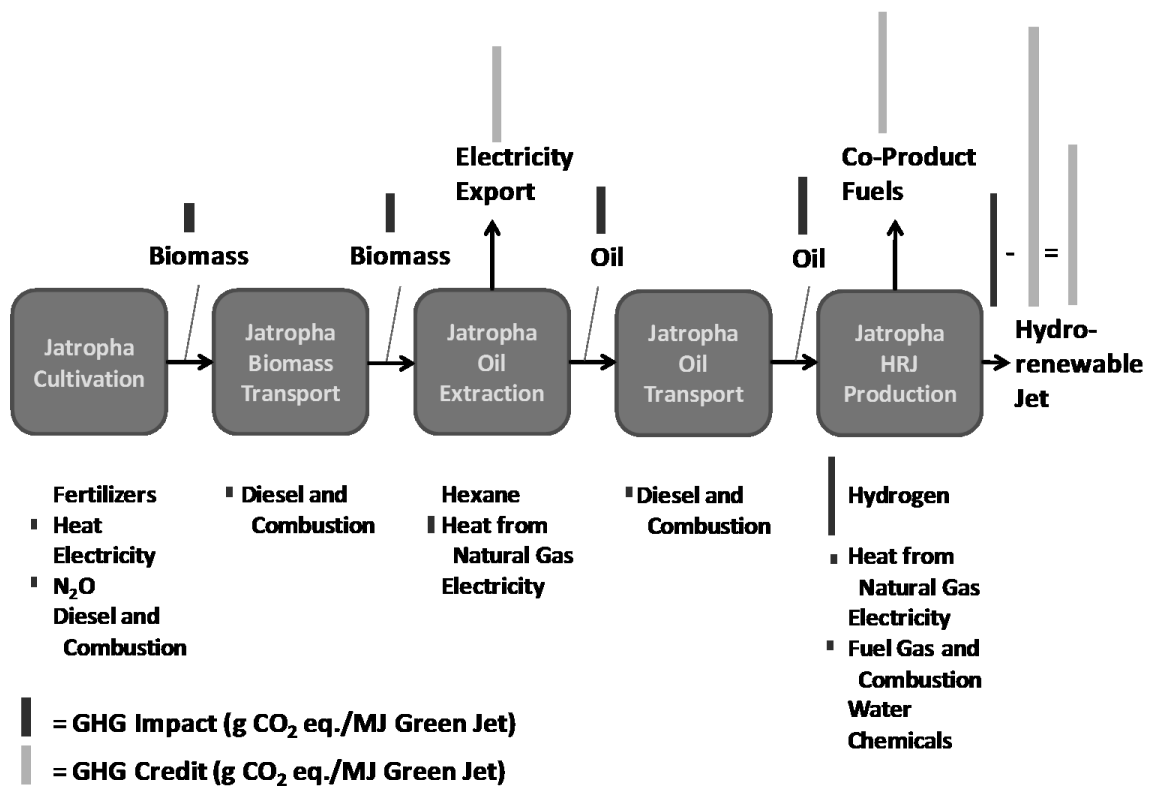 Electricity
Export
Co-Product
Fuels
Biomass
Biomass
Oil
Oil
- =
Jatropha
Cultivation
Jatropha
Biomass
Transport
Jatropha
Oil
Extraction
Jatropha
Oil
Transport
Jatropha
HRJ
Production
Hydro-
renewable
Jet
Fertilizers
Heat
Electricity
N₂O
Diesel and
Combustion
Diesel and
Combustion
Hexane
Heat from
Natural Gas
Electricity
Diesel and
Combustion
Hydrogen
Heat from
Natural Gas
Electricity
Fuel Gas and
Combustion
Water
Chemicals
= GHG Impact (g CO₂ eq./MJ Green Jet)
= GHG Credit (g CO₂ eq./MJ Green Jet)